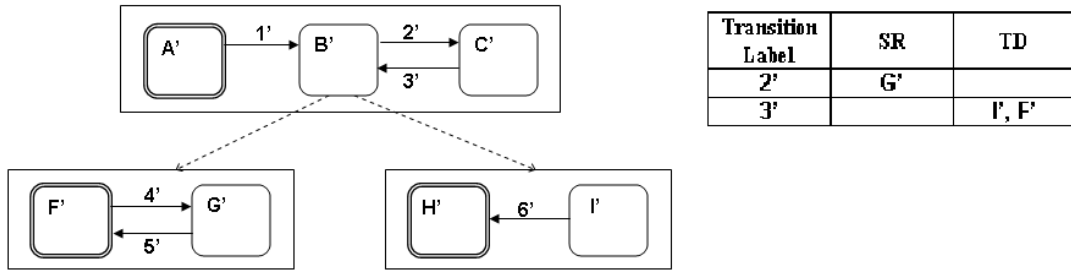 A'
1'
B'
2'
3'
C'
Transition Label
SR
TD
2'
G'
3'
I', F'
F'
4'
5'
G'
H'
6'
I'